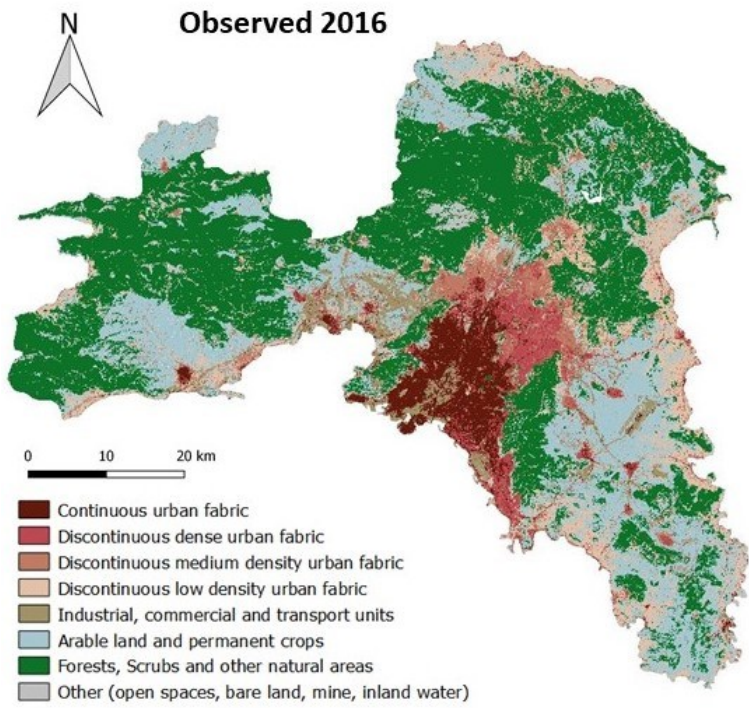 Observed 2016
N
0 10 20 km
Continuous urban fabric
Discontinuous dense urban fabric
Discontinuous medium density urban fabric
Discontinuous low density urban fabric
Industrial, commercial and transport units
Arable land and permanent crops
Forests, Scrubs and other natural areas
Other (open spaces, bare land, mine, inland water)